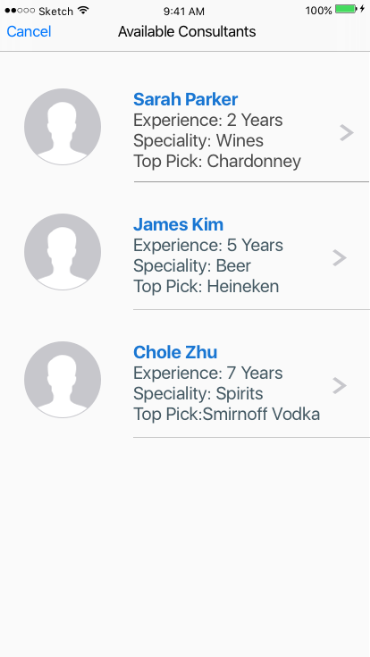 Sketch 9:41 AM 100%
Cancel Available Consultants
Sarah Parker
Experience: 2 Years
Speciality: Wines
Top Pick: Chardonney
James Kim
Experience: 5 Years
Speciality: Beer
Top Pick: Heineken
Chole Zhu
Experience: 7 Years
Speciality: Spirits
Top Pick:Smirnoff Vodka